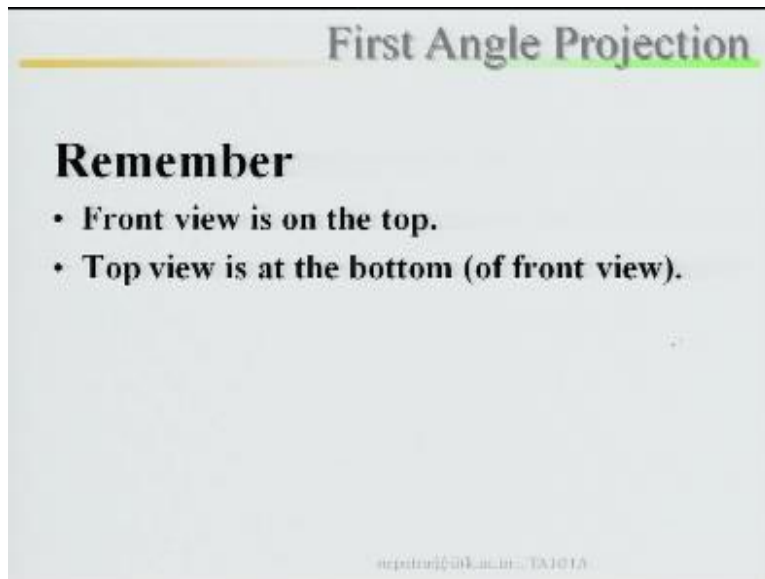 First Angle Projection
Remember
• Front view is on the top.
• Top view is at the bottom (of front view).
TA101A